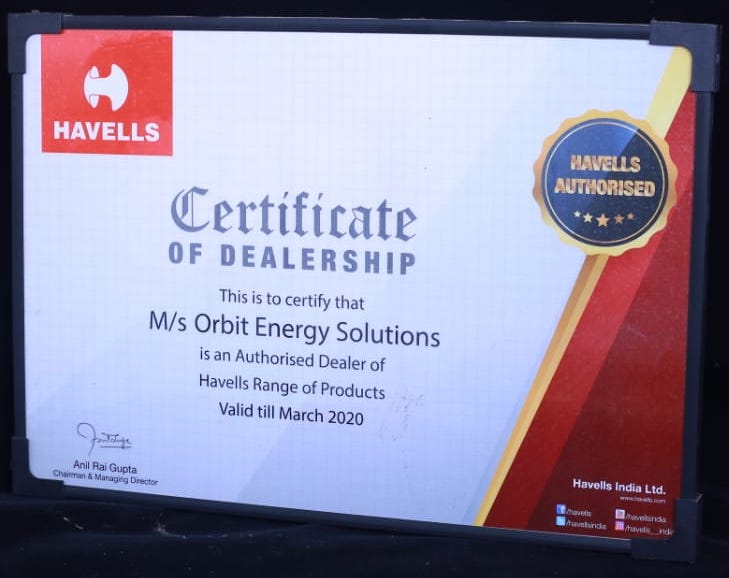 HAVELLS
HAVELLS
AUTHORISED
Certificate
OF DEALERSHIP
This is to certify that
M/s Orbit Energy Solutions
is an Authorised Dealer of
Havells Range of Products
Valid till March 2020
Anil Rai Gupta
Chairman & Managing Director
Havells India Ltd.
www.havells.com
/havells
/havellsindia
/havellsindia
/havells__indi